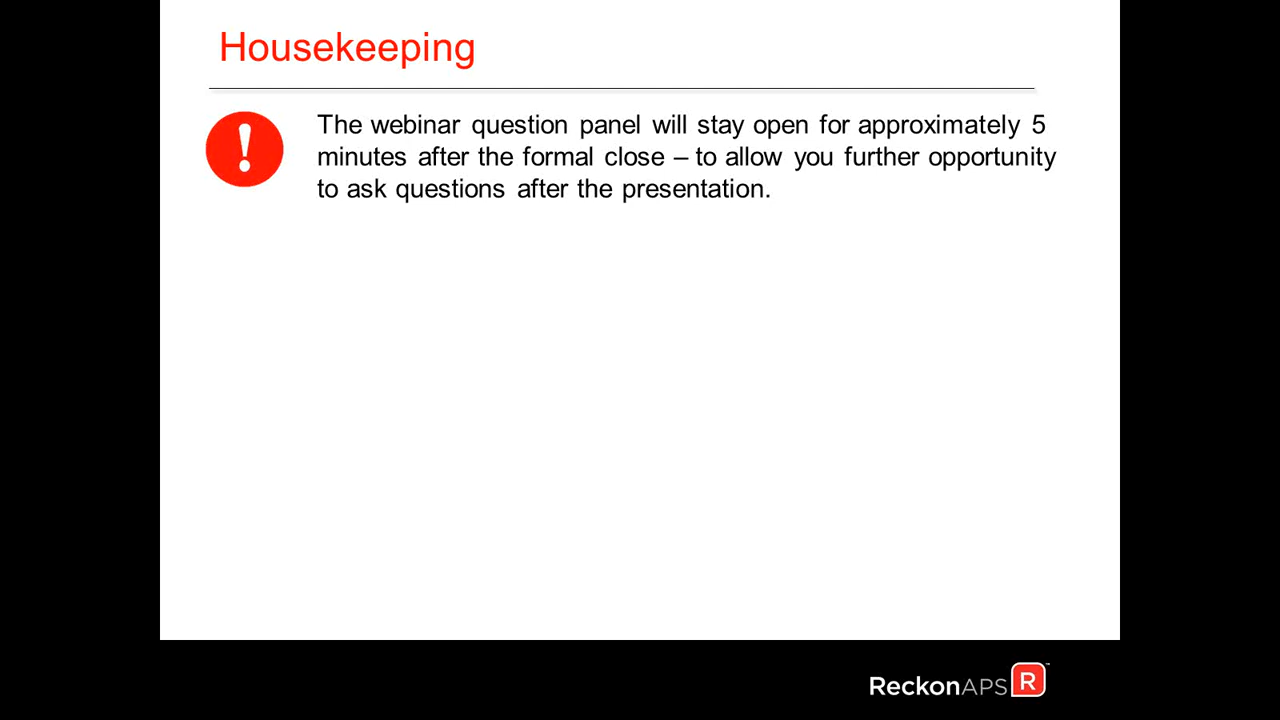 Housekeeping
The webinar question panel will stay open for approximately 5
minutes after the formal close – to allow you further opportunity
to ask questions after the presentation.
ReckonAPS R